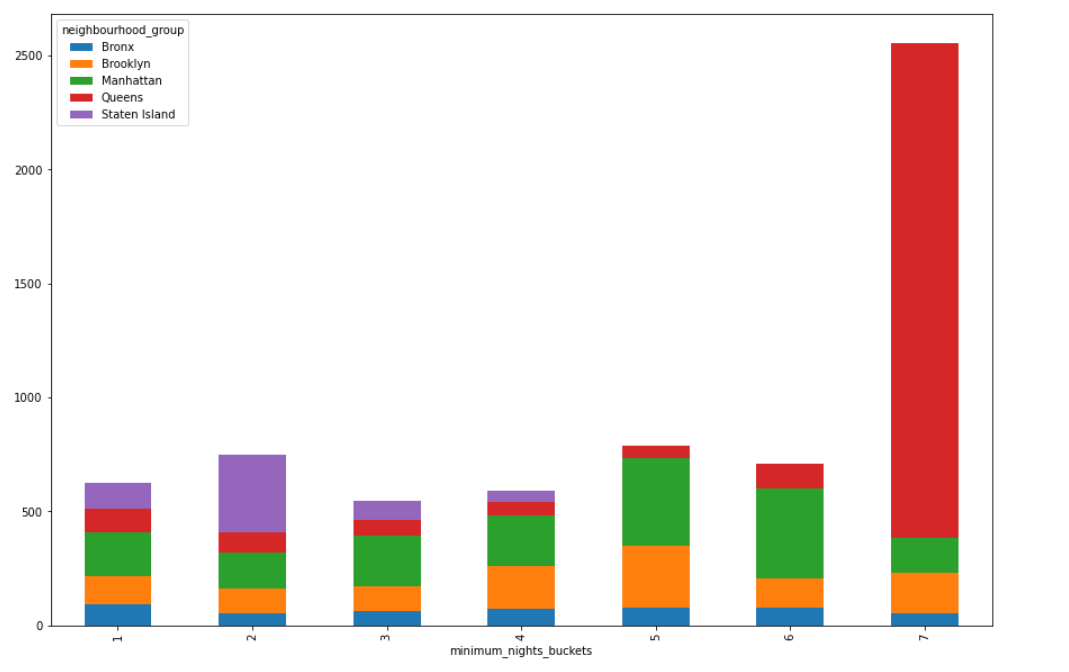 neighbourhood_group
Bronx
Brooklyn
Manhattan
Queens
Staten Island
2500
2000
1500
1000
500
0
1 2 3 4 5 6 7
minimum_nights_buckets